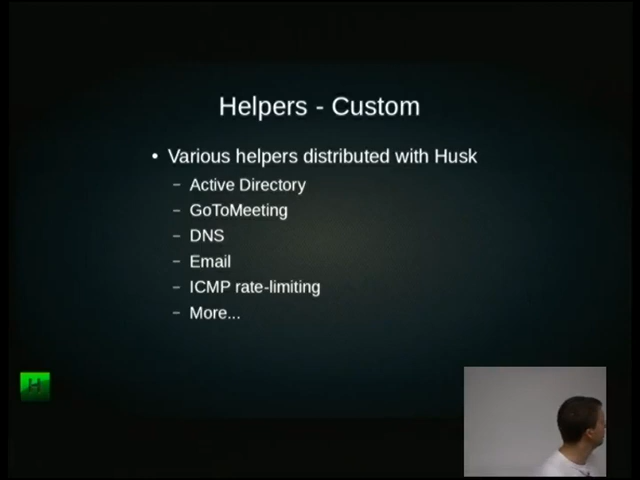 Helpers - Custom
• Various helpers distributed with Husk
– Active Directory
– GoToMeeting
– DNS
– Email
– ICMP rate-limiting
– More...
H